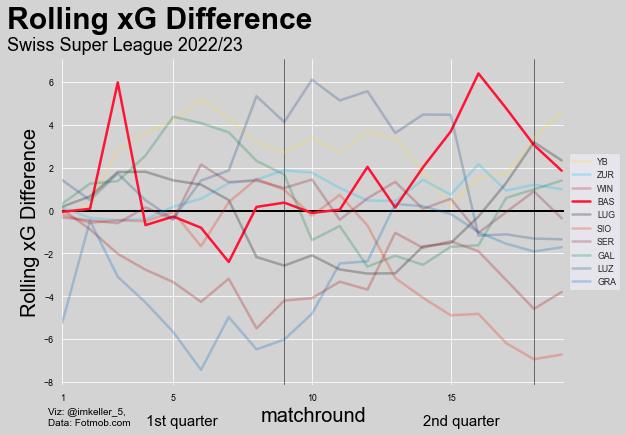 Rolling xG Difference
Swiss Super League 2022/23
Rolling xG Difference
6
4
2
0
−2
−4
−6
−8
1
5
10
15
YB
ZUR
WIN
BAS
LUG
SIO
SER
GAL
LUZ
GRA
matchround
1st quarter
2nd quarter
Viz: @imkeller_5,
Data: Fotmob.com